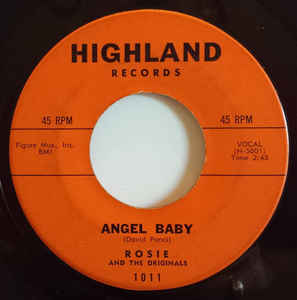 HIGHLAND
RECORDS
45 RPM
45 RPM
Figure Mus., Inc.
BMI
VOCAL
(H-5001)
Time 2:45
ANGEL BABY
(David Ponci)
ROSIE
AND THE ORIGINALS
1011